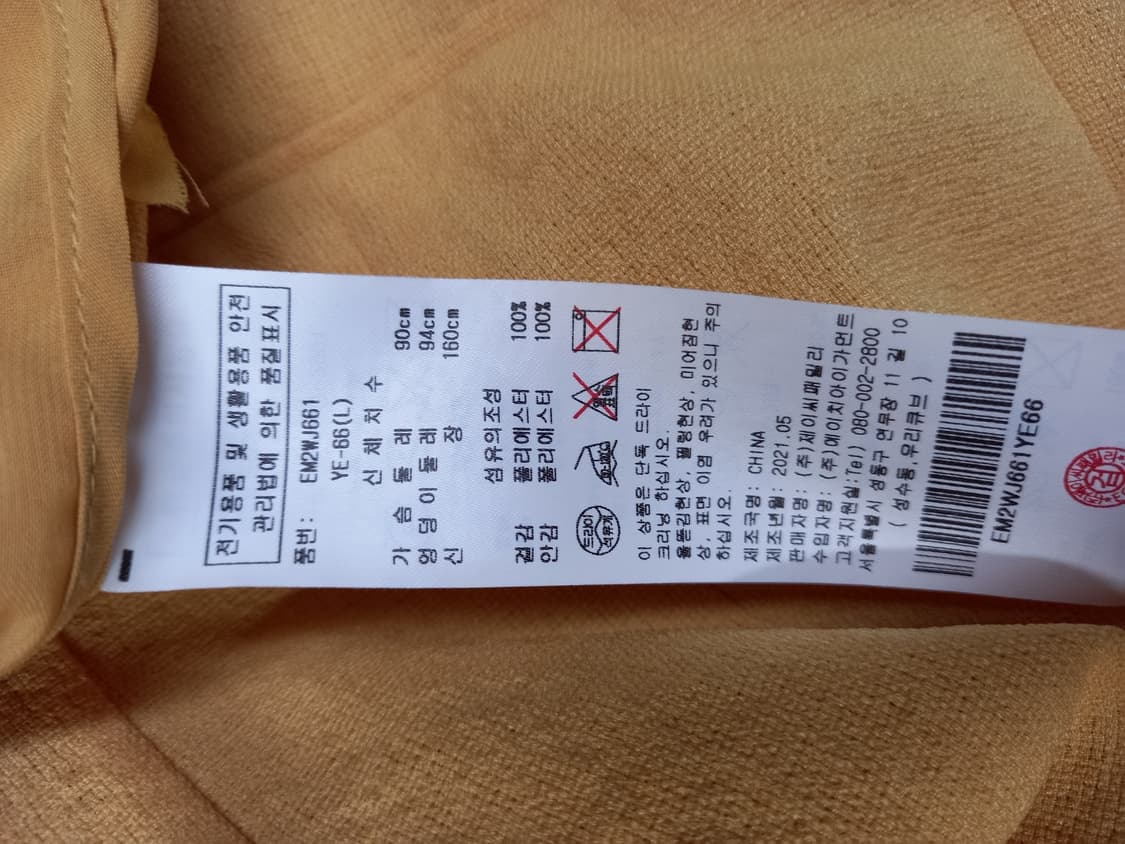 전기용품 및 생활용품 안전
관리법에 의한 품질표시
품번: EM2WJ661
YE-66(L)
신 체 치 수
가 슴 둘 레 90cm
엉 덩 이 둘 레 94cm
신 장 160cm
섬유의조성
겉감 폴리에스터 100%
안감 폴리에스터 100%
드라이
석유계
이 상품은 단독 드라이
크리닝 하십시오.
올뜯김현상, 필링현상, 미어짐현
상, 표면 이염 우려가 있으니 주의
하십시오.
제조국명: CHINA
제조년월: 2021.05
판매자명: (주)제이씨패밀리
수입자명: (주)에이치아이가먼트
고객지원실:Tel) 080-002-2800
서울특별시 성동구 연무장 11 길 10
( 성수동,우리큐브 )
EM2WJ661YE66